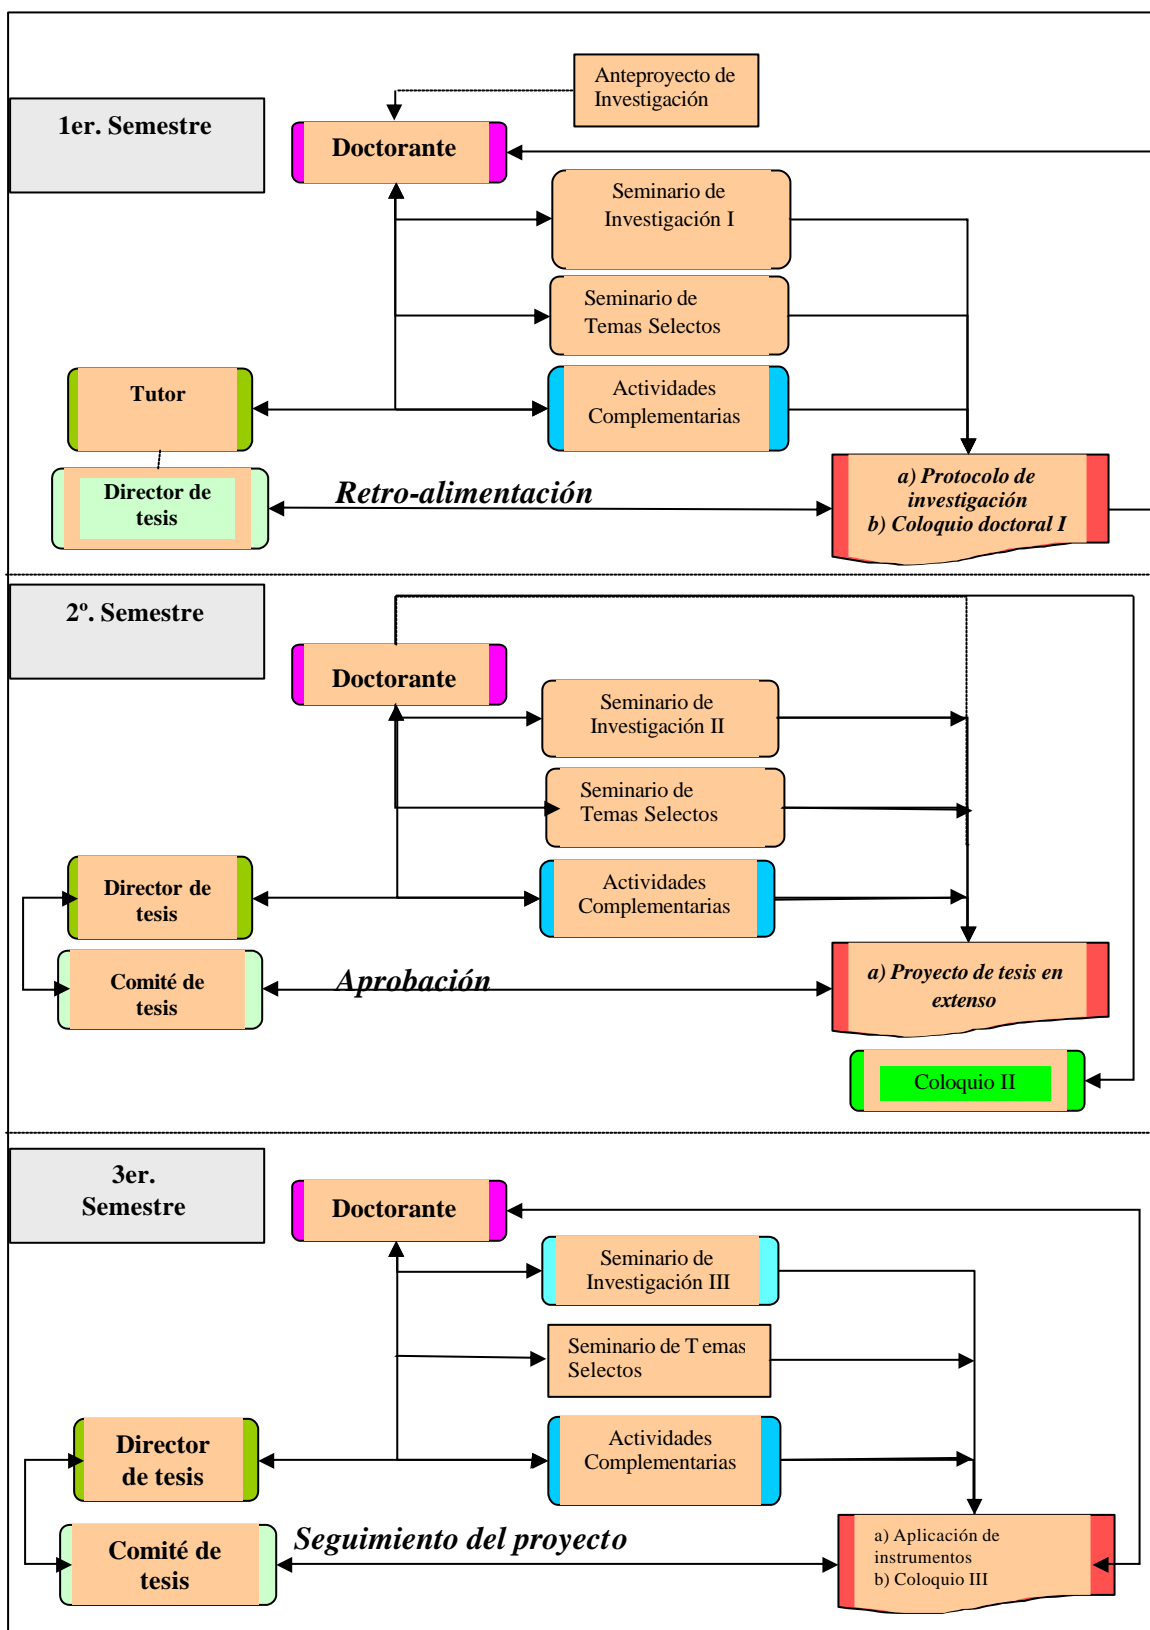 Anteproyecto de
Investigación
1er. Semestre
Doctorante
Seminario de
Investigación I
Seminario de
Temas Selectos
Tutor
Actividades
Complementarias
Director de
tesis
Retro-alimentación
a) Protocolo de
investigación
b) Coloquio doctoral I
2º. Semestre
Doctorante
Seminario de
Investigación II
Seminario de
Temas Selectos
Director de
tesis
Actividades
Complementarias
Comité de
tesis
Aprobación
a) Proyecto de tesis en
extenso
Coloquio II
3er.
Semestre
Doctorante
Seminario de
Investigación III
Seminario de T emas
Selectos
Director
de tesis
Actividades
Complementarias
Comité de
tesis
Seguimiento del proyecto
a) Aplicación de
instrumentos
b) Coloquio III